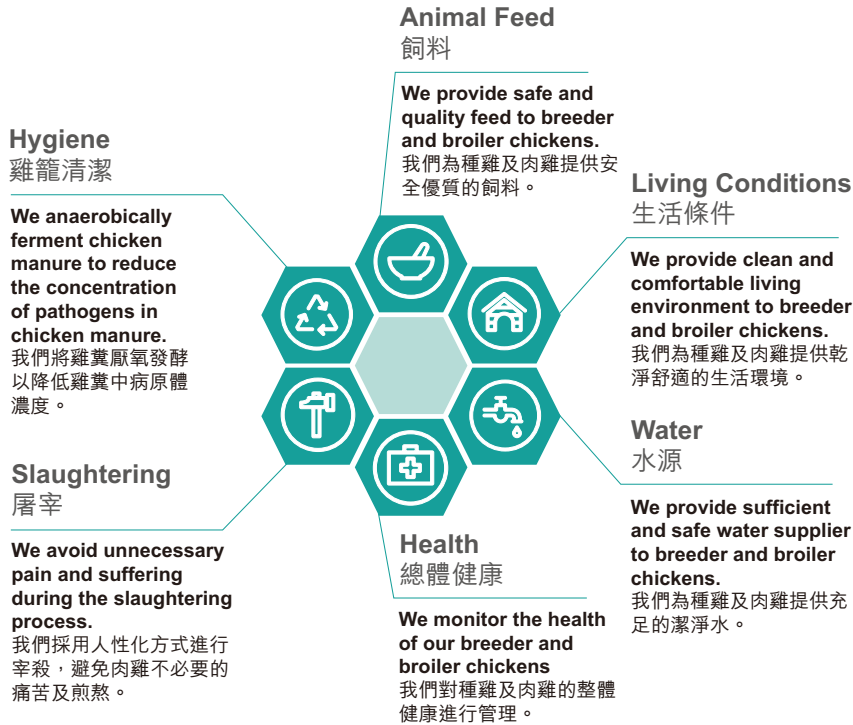 Animal Feed
飼料
We provide safe and
quality feed to breeder
and broiler chickens.
我們為種雞及肉雞提供安
全優質的飼料。
Hygiene
雞籠清潔
We anaerobically
ferment chicken
manure to reduce
the concentration
of pathogens in
chicken manure.
我們將雞糞厭氧發酵
以降低雞糞中病原體
濃度。
Living Conditions
生活條件
We provide clean and
comfortable living
environment to breeder
and broiler chickens.
我們為種雞及肉雞提供乾
淨舒適的生活環境。
Water
水源
We provide sufficient
and safe water supplier
to breeder and broiler
chickens.
我們為種雞及肉雞提供充
足的潔淨水。
Slaughtering
屠宰
We avoid unnecessary
pain and suffering
during the slaughtering
process.
我們採用人性化方式進行
宰殺，避免肉雞不必要的
痛苦及煎熬。
Health
總體健康
We monitor the health
of our breeder and
broiler chickens
我們對種雞及肉雞的整體
健康進行管理。